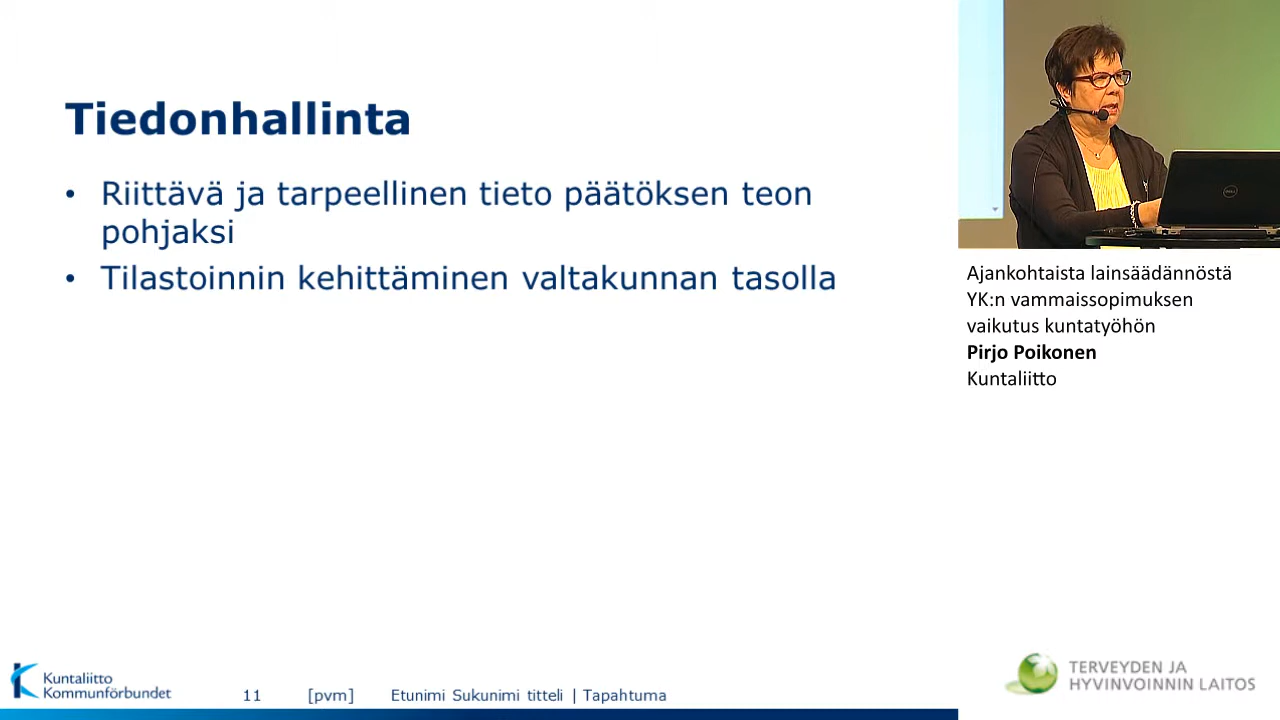 Tiedonhallinta
• Riittävä ja tarpeellinen tieto päätöksen teon
pohjaksi
• Tilastoinnin kehittäminen valtakunnan tasolla
Ajankohtaista lainsäädännöstä
YK:n vammaissopimuksen
vaikutus kuntatyöhön
Pirjo Poikonen
Kuntaliitto
Kuntaliitto
Kommunförbundet
11 [pvm] Etunimi Sukunimi titteli | Tapahtuma
TERVEYDEN JA
HYVINVOINNIN LAITOS